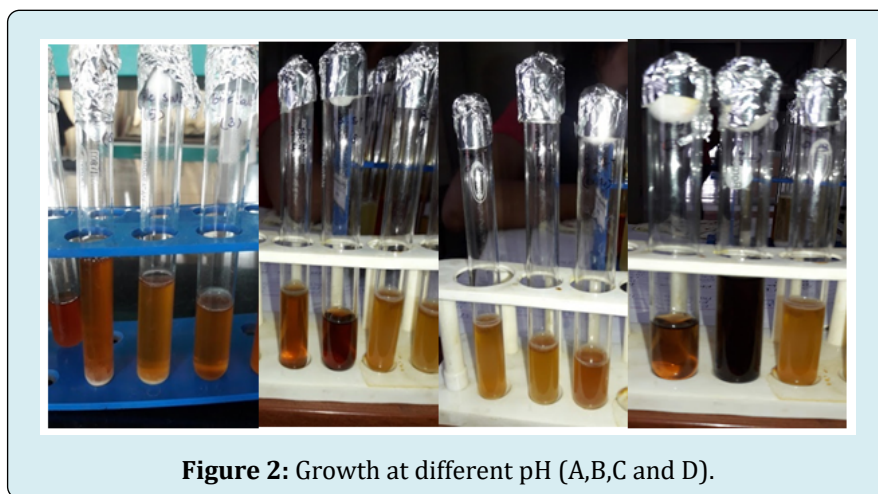 Figure 2: Growth at different pH (A,B,C and D).